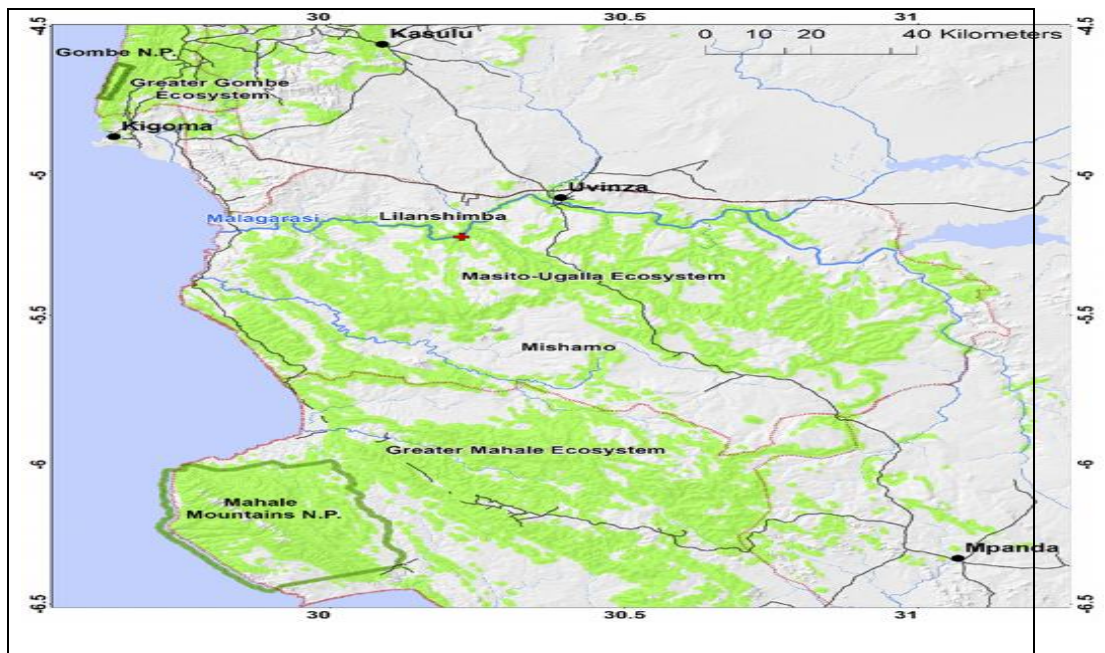 30 30.5 31
-4.5 -4.5
Kasulu
0 10 20 40 Kilometers
Gombe N.P.
Greater Gombe
Ecosystem
Kigoma
-5 -5
Uvinza
Malagarasi
Lilanshimba
Masito-Ugalla Ecosystem
-5.5 -5.5
Mishamo
Greater Mahale Ecosystem
-6 -6
Mahale
Mountains N.P.
Mpanda
-6.5 -6.5
30 30.5 31